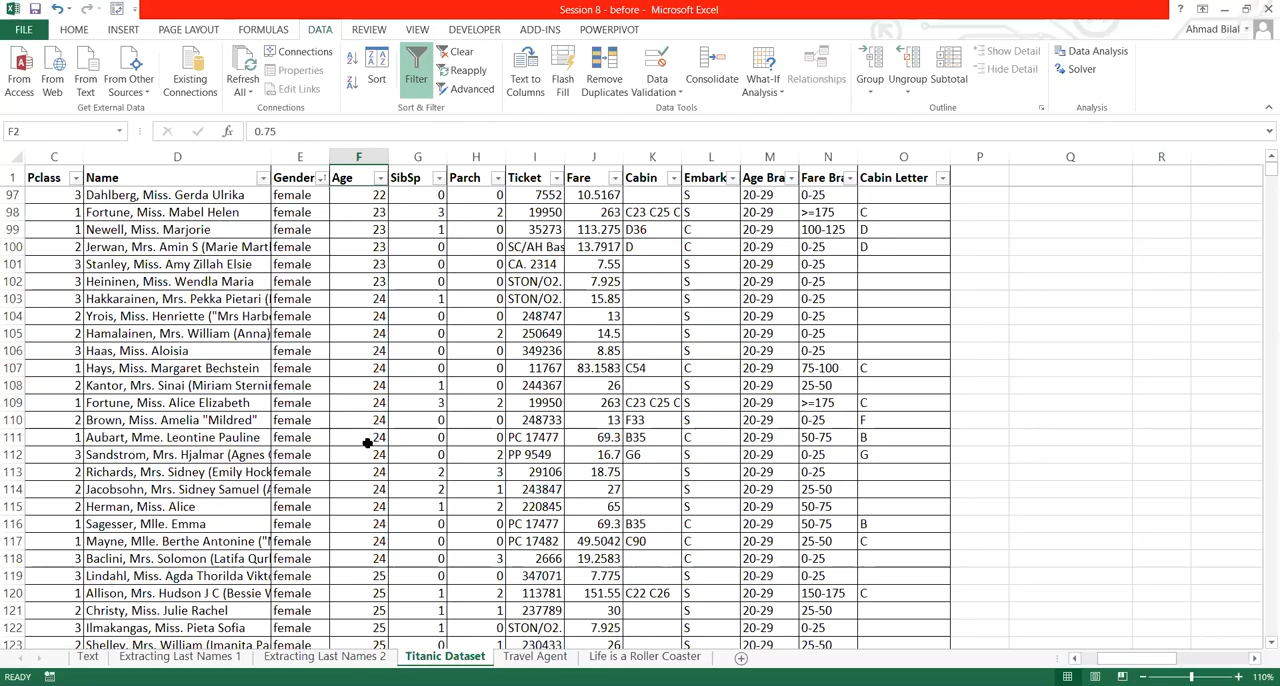 Session 8 - before - Microsoft Excel
FILE HOME INSERT PAGE LAYOUT FORMULAS DATA REVIEW VIEW DEVELOPER ADD-INS POWERPIVOT Ahmad Bilal
Connections Clear Show Detail Data Analysis
Properties Reapply Hide Detail Solver
Edit Links Advanced
From Access From Web From Text From Other Sources Existing Connections Refresh All Sort Filter Text to Columns Flash Fill Remove Duplicates Data Validation Consolidate What-If Analysis Relationships Group Ungroup Subtotal
Get External Data Connections Sort & Filter Data Tools Outline Analysis
F2 fx 0.75
C D E F G H I J K L M N O P Q R
1 Pclass Name Gender Age SibSp Parch Ticket Fare Cabin Embark Age Bra Fare Bra Cabin Letter
97 3 Dahlberg, Miss. Gerda Ulrika female 22 0 0 7552 10.5167 S 20-29 0-25
98 1 Fortune, Miss. Mabel Helen female 23 3 2 19950 263 C23 C25 C S 20-29 >=175 C
99 1 Newell, Miss. Marjorie female 23 1 0 35273 113.275 D36 C 20-29 100-125 D
100 2 Jerwan, Mrs. Amin S (Marie Mart female 23 0 0 SC/AH Bas 13.7917 D C 20-29 0-25 D
101 3 Stanley, Miss. Amy Zillah Elsie female 23 0 0 CA. 2314 7.55 S 20-29 0-25
102 3 Heininen, Miss. Wendla Maria female 23 0 0 STON/O2. 7.925 S 20-29 0-25
103 3 Hakkarainen, Mrs. Pekka Pietari ( female 24 1 0 STON/O2. 15.85 S 20-29 0-25
104 2 Yrois, Miss. Henriette ("Mrs Harb female 24 0 0 248747 13 S 20-29 0-25
105 2 Hamalainen, Mrs. William (Anna) female 24 0 2 250649 14.5 S 20-29 0-25
106 3 Haas, Miss. Aloisia female 24 0 0 349236 8.85 S 20-29 0-25
107 1 Hays, Miss. Margaret Bechstein female 24 0 0 11767 83.1583 C54 C 20-29 75-100 C
108 2 Kantor, Mrs. Sinai (Miriam Sternin female 24 1 0 244367 26 S 20-29 25-50
109 1 Fortune, Miss. Alice Elizabeth female 24 3 2 19950 263 C23 C25 C S 20-29 >=175 C
110 2 Brown, Miss. Amelia "Mildred" female 24 0 0 248733 13 F33 S 20-29 0-25 F
111 1 Aubart, Mme. Leontine Pauline female 24 0 0 PC 17477 69.3 B35 C 20-29 50-75 B
112 3 Sandstrom, Mrs. Hjalmar (Agnes C female 24 0 2 PP 9549 16.7 G6 S 20-29 0-25 G
113 2 Richards, Mrs. Sidney (Emily Hock female 24 2 3 29106 18.75 S 20-29 0-25
114 2 Jacobsohn, Mrs. Sidney Samuel (A female 24 2 1 243847 27 S 20-29 25-50
115 2 Herman, Miss. Alice female 24 1 2 220845 65 S 20-29 50-75
116 1 Sagesser, Mlle. Emma female 24 0 0 PC 17477 69.3 B35 C 20-29 50-75 B
117 1 Mayne, Mlle. Berthe Antonine (" female 24 0 0 PC 17482 49.5042 C90 C 20-29 25-50 C
118 3 Baclini, Mrs. Solomon (Latifa Qur female 24 0 3 2666 19.2583 C 20-29 0-25
119 3 Lindahl, Miss. Agda Thorilda Vikt female 25 0 0 347071 7.775 S 20-29 0-25
120 1 Allison, Mrs. Hudson J C (Bessie W female 25 1 2 113781 151.55 C22 C26 S 20-29 150-175 C
121 2 Christy, Miss. Julie Rachel female 25 1 1 237789 30 S 20-29 25-50
122 3 Ilmakangas, Miss. Pieta Sofia female 25 1 0 STON/O2. 7.925 S 20-29 0-25
123 2 Shelley, Mrs. William (Imanita Pa female 25 0 1 230433 26 S 20-29 25-50
Text Extracting Last Names 1 Extracting Last Names 2 Titanic Dataset Travel Agent Life is a Roller Coaster
READY 110%